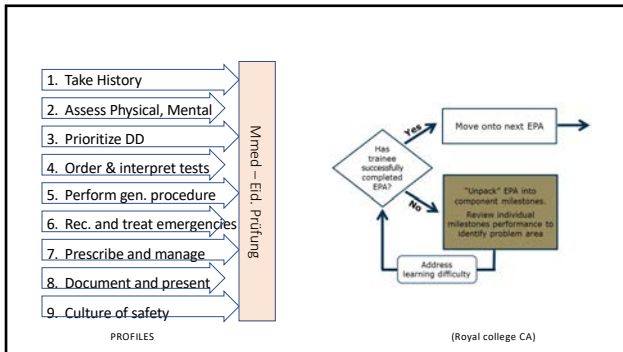 1. Take History
2. Assess Physical, Mental
3. Prioritize DD
4. Order & interpret tests
5. Perform gen. procedure
6. Rec. and treat emergencies
7. Prescribe and manage
8. Document and present
9. Culture of safety
Mmed – Eid. Prüfung
PROFILES
Has
trainee
successfully
completed
EPA?
Yes
Move onto next EPA
No
"Unpack" EPA into
component milestones.
Review individual
milestones performance to
identify problem area
Address
learning difficulty
(Royal college CA)